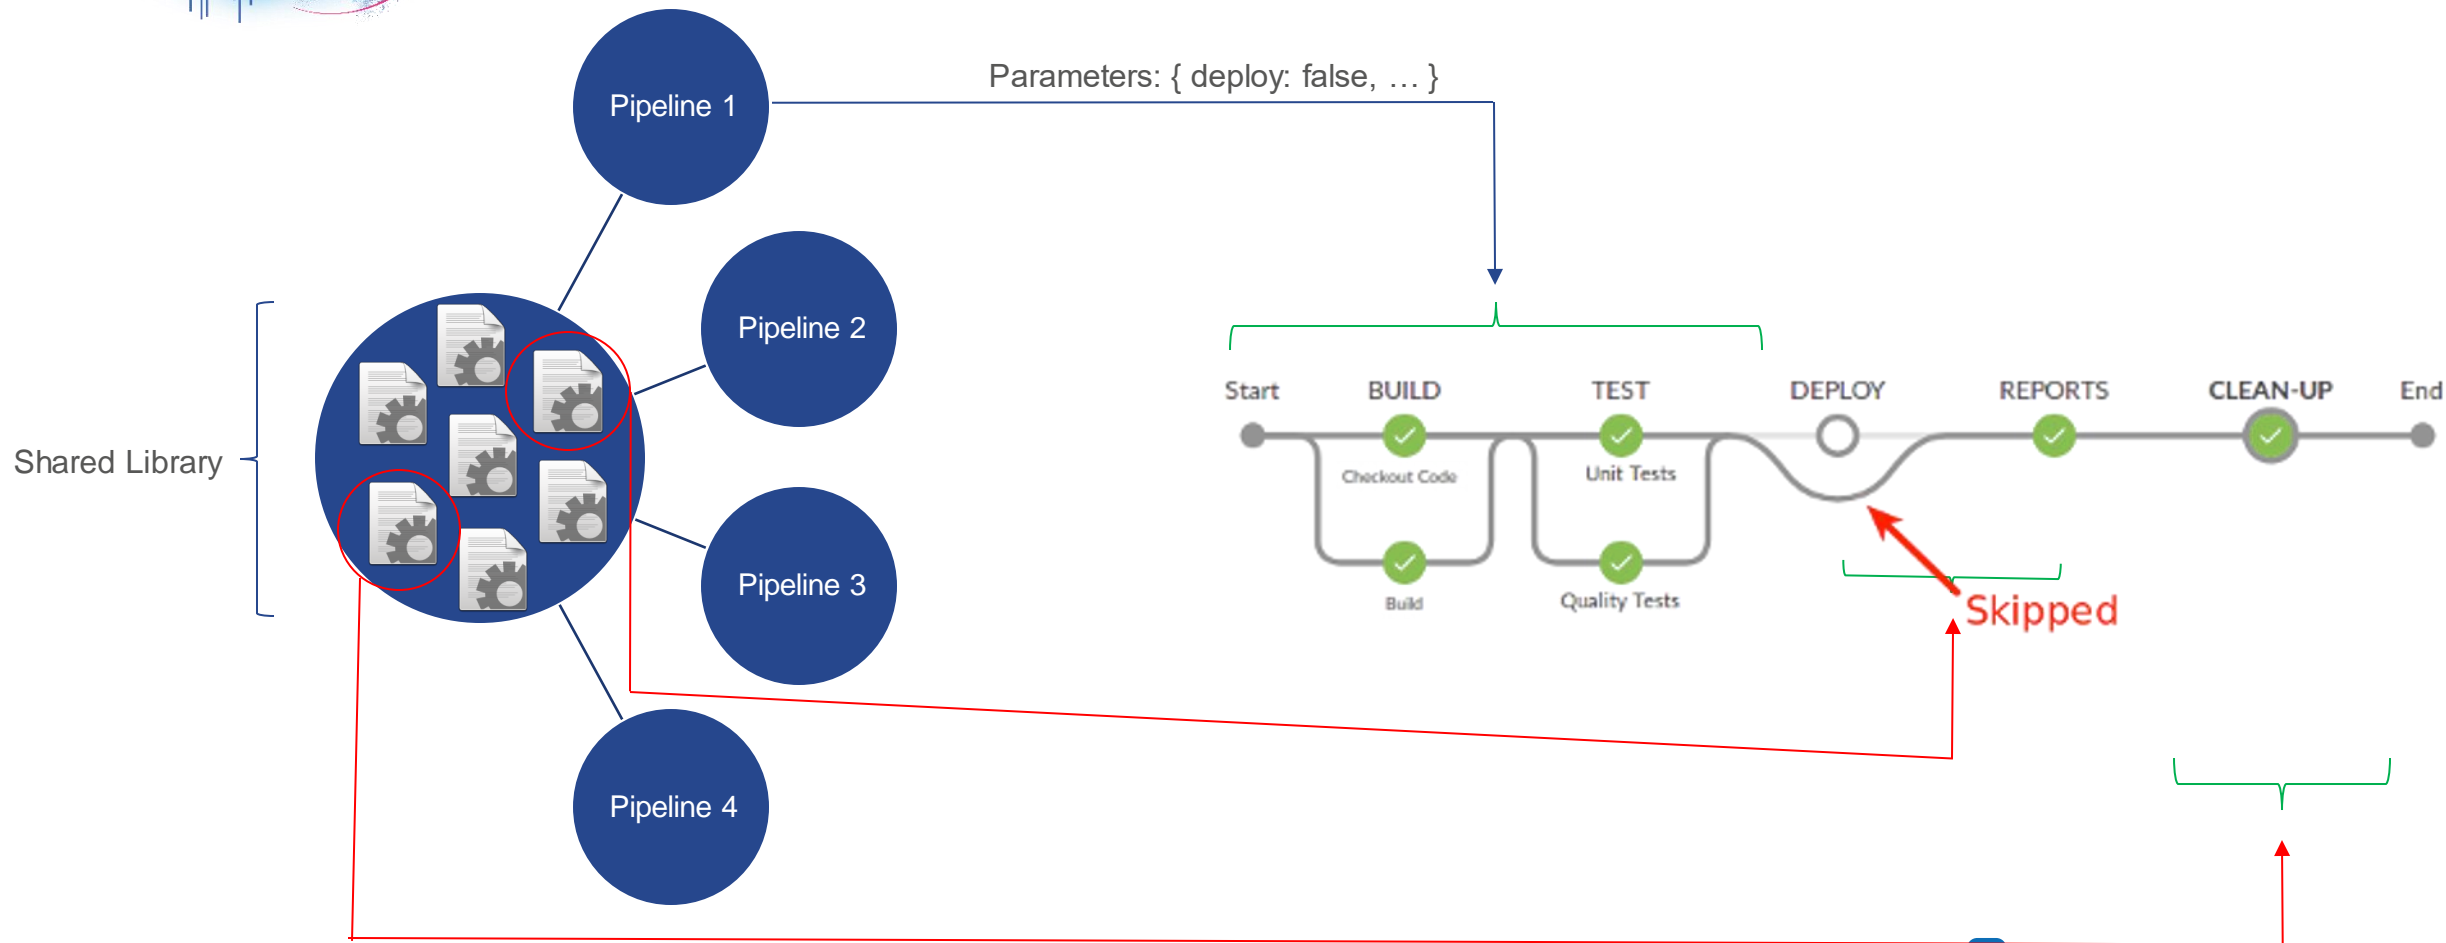 Pipeline 1
Parameters: { deploy: false, … }
Pipeline 2
Shared Library
Pipeline 3
Pipeline 4
Start BUILD TEST DEPLOY REPORTS CLEAN-UP End
Checkout Code Unit Tests
Build Quality Tests
Skipped